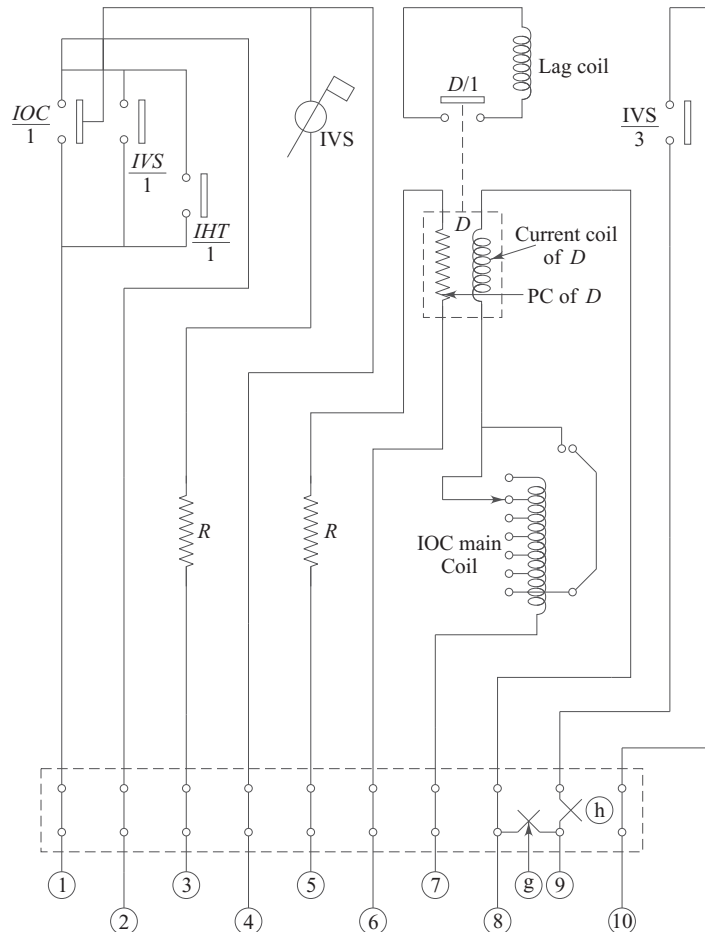 Lag coil
D/1
IOC
1
IVS
1
IHT
1
IVS
IVS
3
D
Current coil
of D
PC of D
R
R
IOC main
Coil
h
1
3
5
7
g
9
2
4
6
8
10